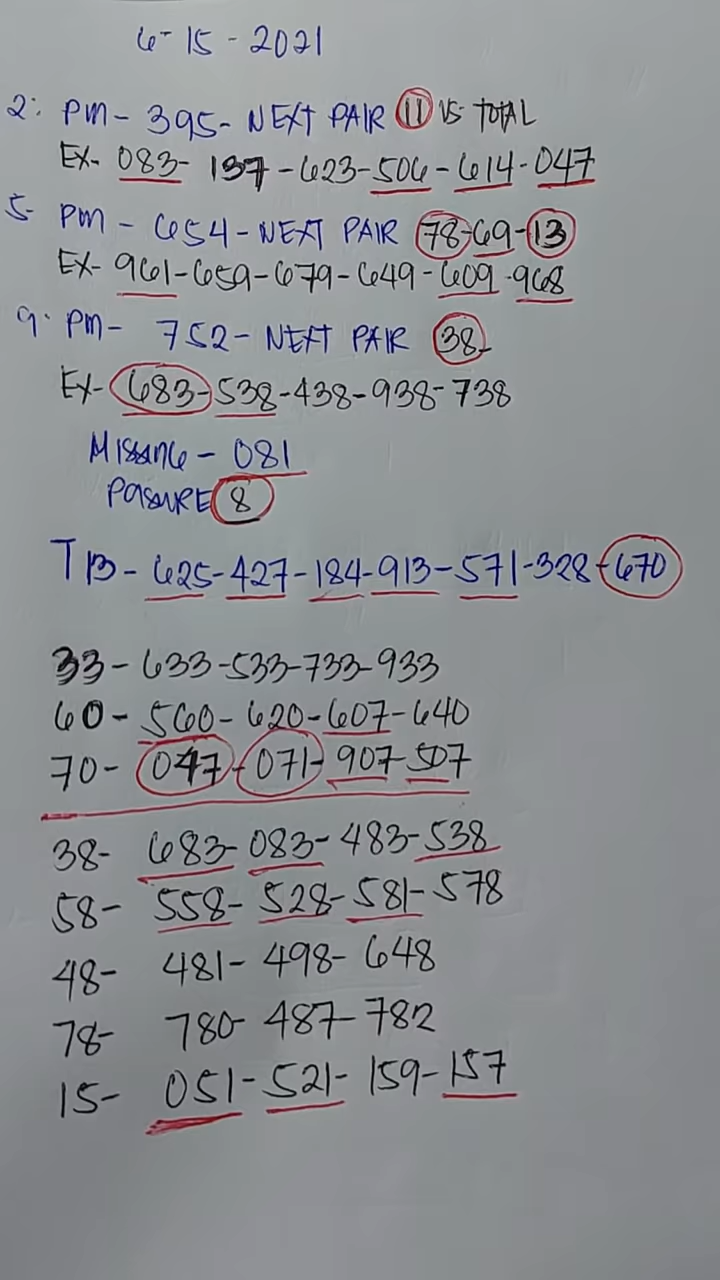 6-15-2021
2: PM-395-NEXT PAIR 11 VS TOTAL
EX-083-137-623-506-614-047
5- PM-654-NEXT PAIR 78-69-13
EX-961-659-679-649-609-968
9: PM-752-NEXT PAIR 38-
EX-683-538-438-938-738
MISSING-081
PASURE 8
TB-625-427-184-913-571-328-670
33-633-533-733-933
60-560-620-607-640
70-047-071-907-507
38-683-083-483-538
58-558-528-581-578
48-481-498-648
78-780-487-782
15-051-521-159-157